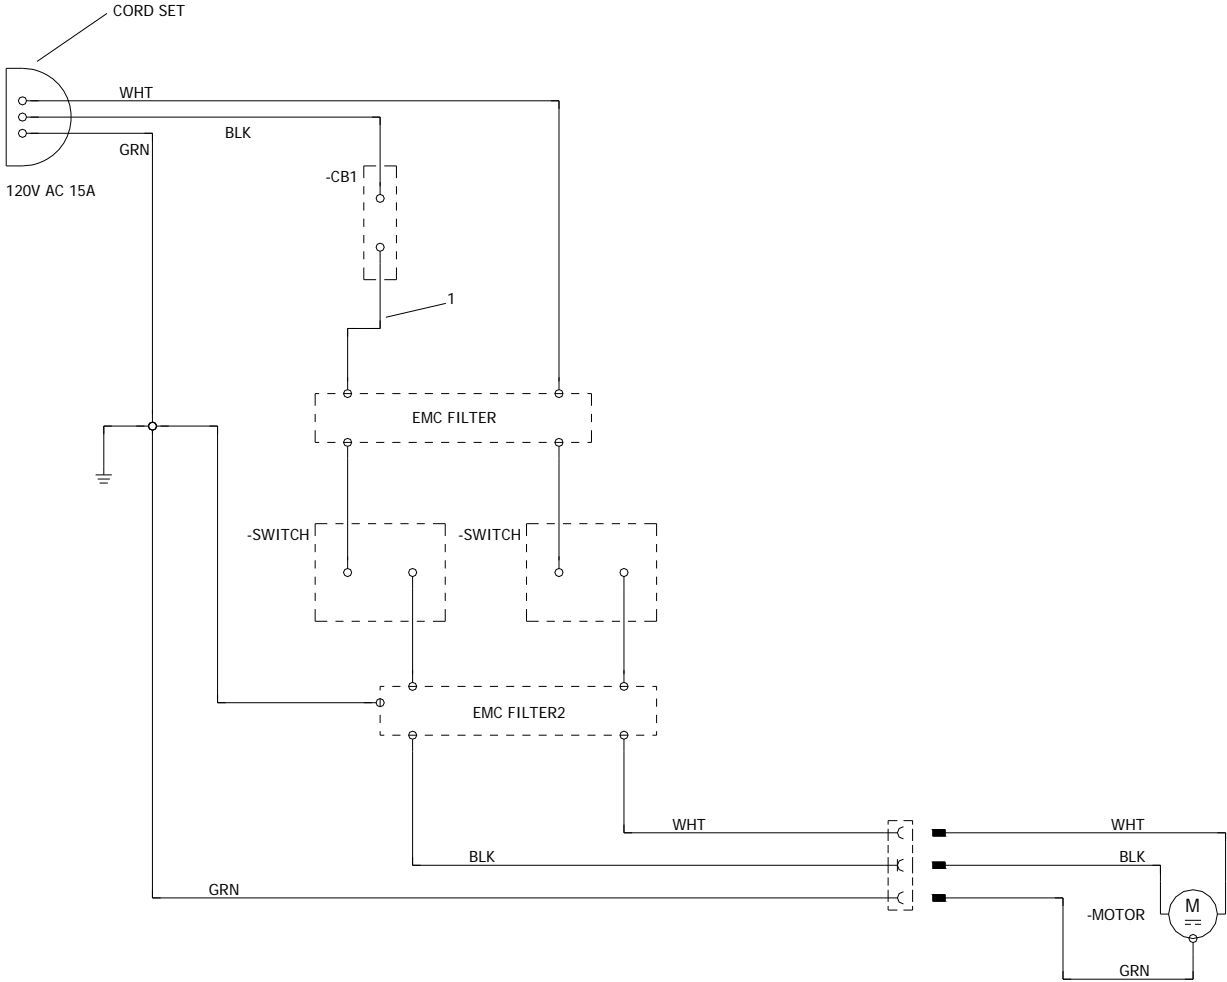 CORD SET
WHT
BLK
GRN
120V AC 15A
-CB1
1
EMC FILTER
-SWITCH
-SWITCH
EMC FILTER2
WHT
WHT
BLK
BLK
GRN
M
-MOTOR
GRN